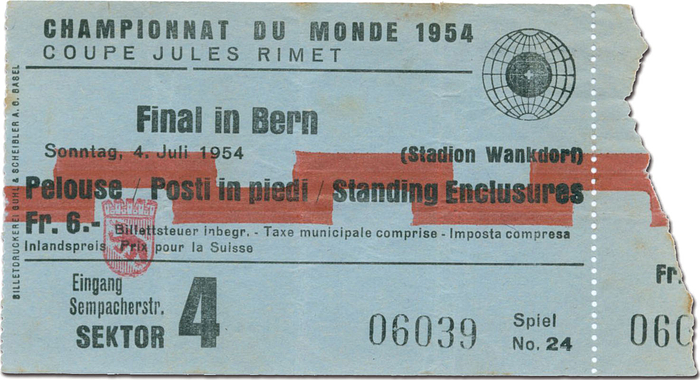 CHAMPIONNAT DU MONDE 1954
COUPE JULES RIMET
Final in Bern
Sonntag, 4. Juli 1954
(Stadion Wankdorf)
Pelouse / Posti in piedi / Standing Enclusures
Fr. 6.- Billettsteuer inbegr. - Taxe municipale comprise - Imposta compresa
Inlandspreis Prix pour la Suisse
Eingang
Sempacherstr.
SEKTOR 4
06039
Spiel
No. 24
Fr.
060
BILLETDRUCKEREI BUHL & SCHEIBLER A.G. BASEL